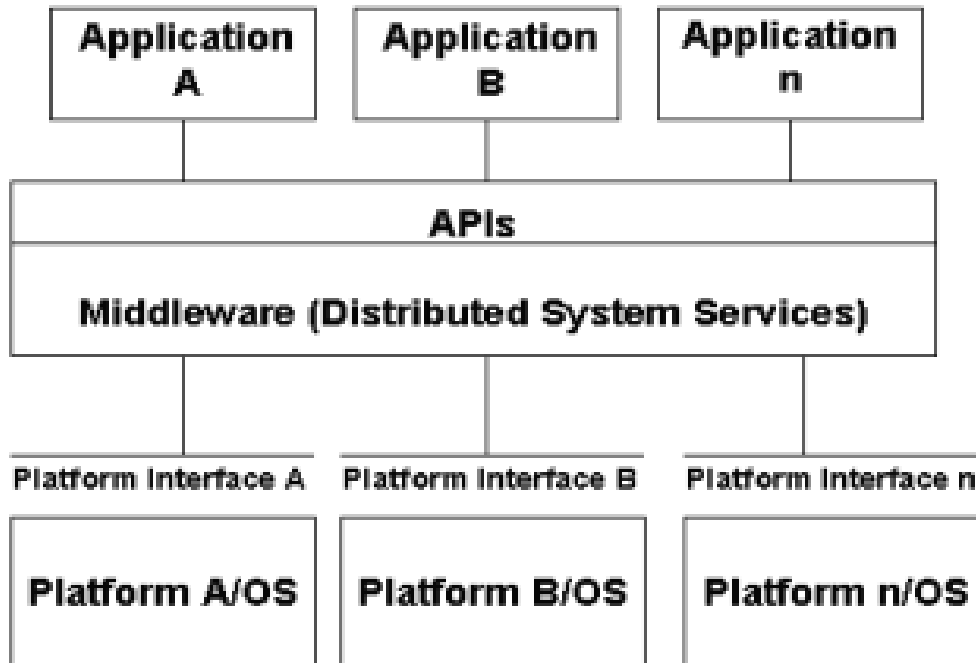 Application
A
Application
B
Application
n
APIs
Middleware (Distributed System Services)
Platform Interface A
Platform Interface B
Platform Interface n
Platform A/OS
Platform B/OS
Platform n/OS